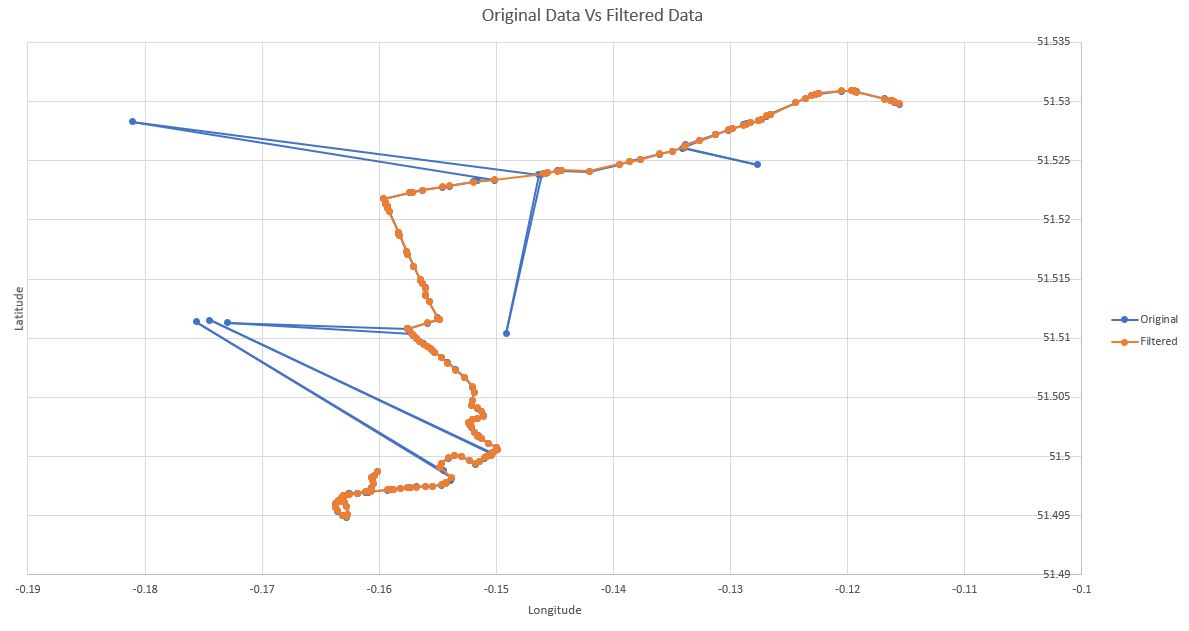 Original Data Vs Filtered Data
51.535
51.53
51.525
51.52
51.515
51.51
51.505
51.5
51.495
51.49
Latitude
Original
Filtered
-0.19 -0.18 -0.17 -0.16 -0.15 -0.14 -0.13 -0.12 -0.11 -0.1
Longitude